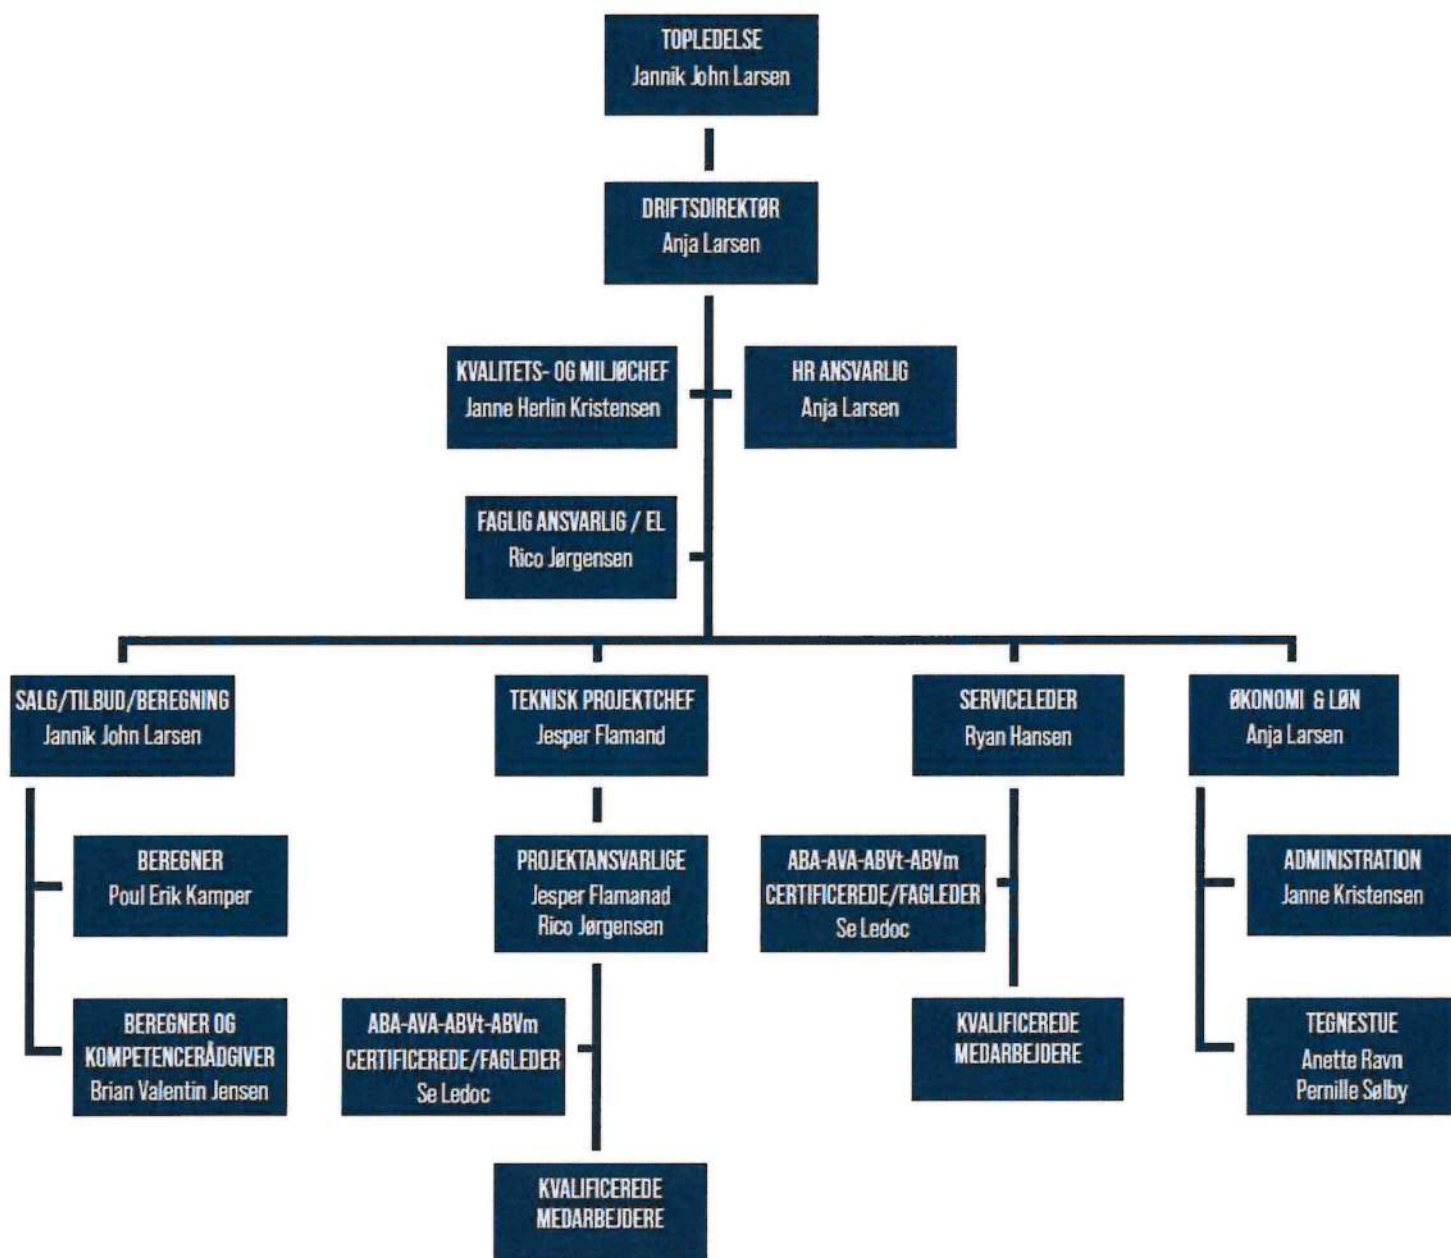 TOPLEDELSE
Jannik John Larsen
DRIFTSDIREKTØR
Anja Larsen
KVALITETS- OG MILJØCHEF
Janne Herlin Kristensen
HR ANSVARLIG
Anja Larsen
FAGLIG ANSVARLIG / EL
Rico Jørgensen
SALG/TILBUD/BEREGNING
Jannik John Larsen
TEKNISK PROJEKTCHEF
Jesper Flamand
SERVICELEDER
Ryan Hansen
ØKONOMI & LØN
Anja Larsen
BEREGNER
Poul Erik Kamper
PROJEKTANSVARLIGE
Jesper Flamanad
Rico Jørgensen
ABA-AVA-ABVt-ABVm
CERTIFICEREDE/FAGLEDER
Se Ledoc
ADMINISTRATION
Janne Kristensen
BEREGNER OG
KOMPETENCERÅDGIVER
Brian Valentin Jensen
ABA-AVA-ABVt-ABVm
CERTIFICEREDE/FAGLEDER
Se Ledoc
KVALIFICEREDE
MEDARBEJDERE
TEGNESTUE
Anette Ravn
Pernille Sølby
KVALIFICEREDE
MEDARBEJDERE